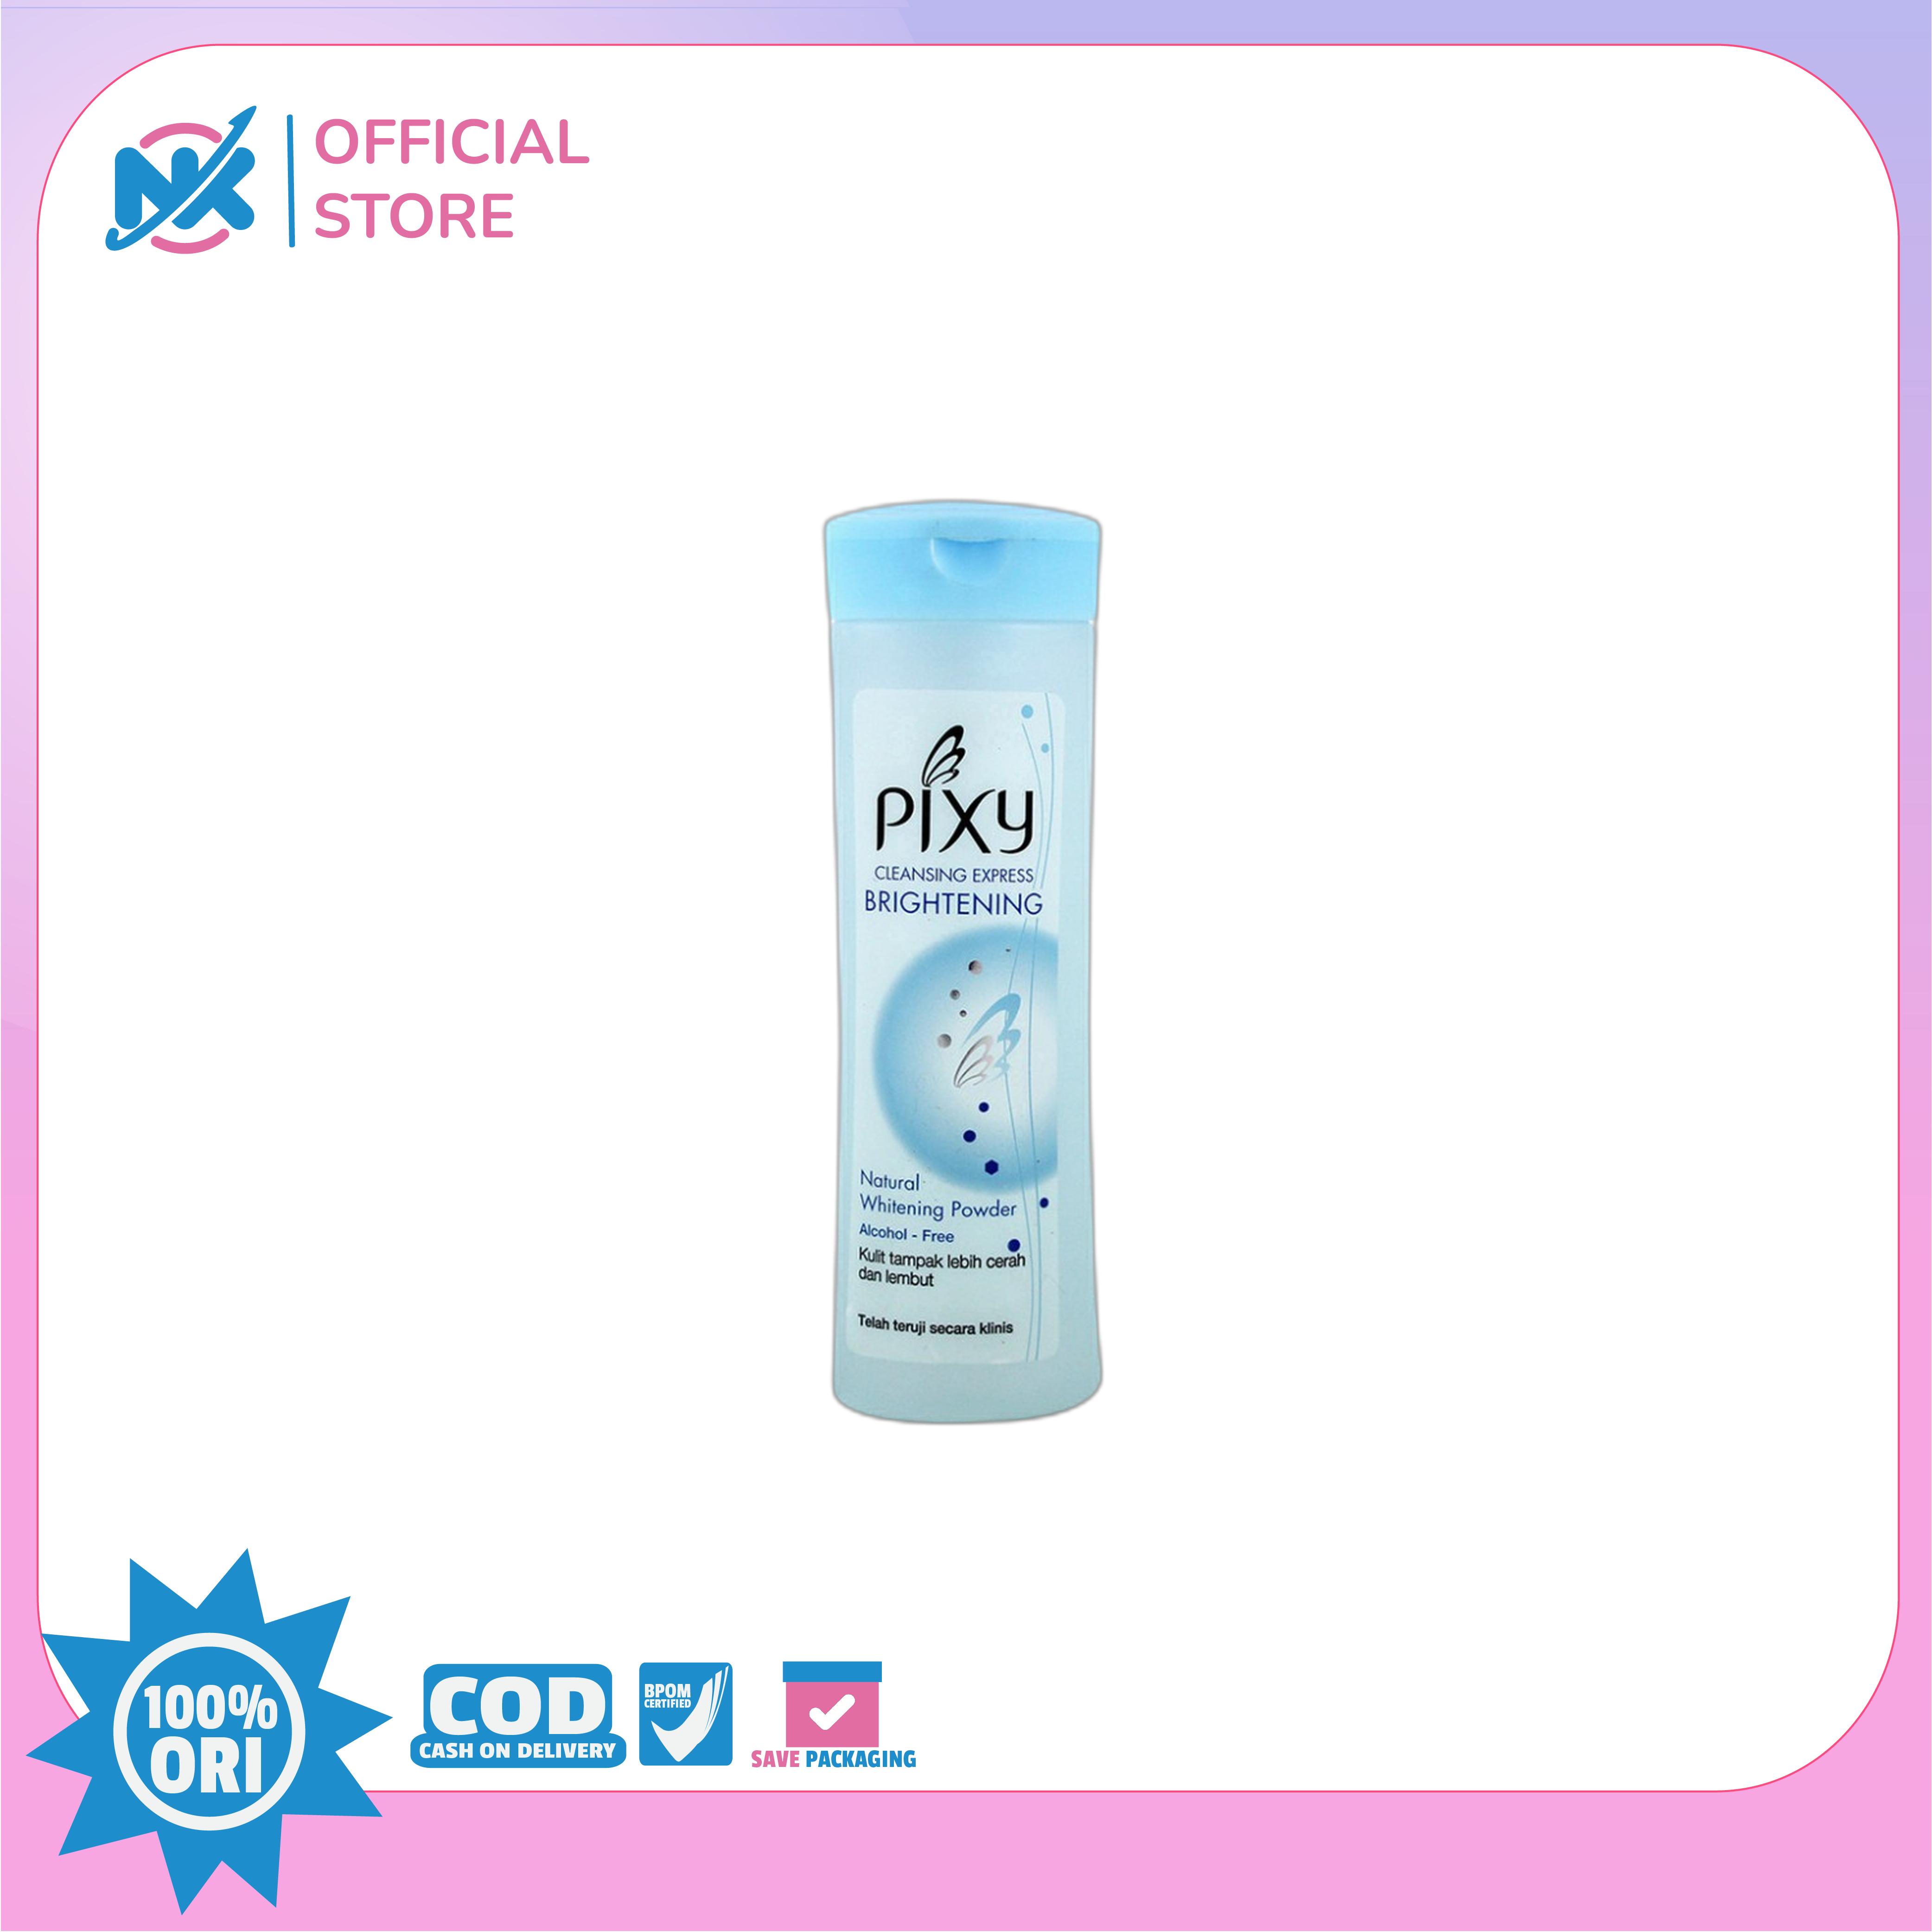 NK
OFFICIAL
STORE
PIXY
CLEANSING EXPRESS
BRIGHTENING
Natural
Whitening Powder
Alcohol - Free
Kulit tampak lebih cerah
dan lembut
Telah teruji secara klinis
100%
ORI
COD
CASH ON DELIVERY
BPOM
CERTIFIED
SAVE PACKAGING